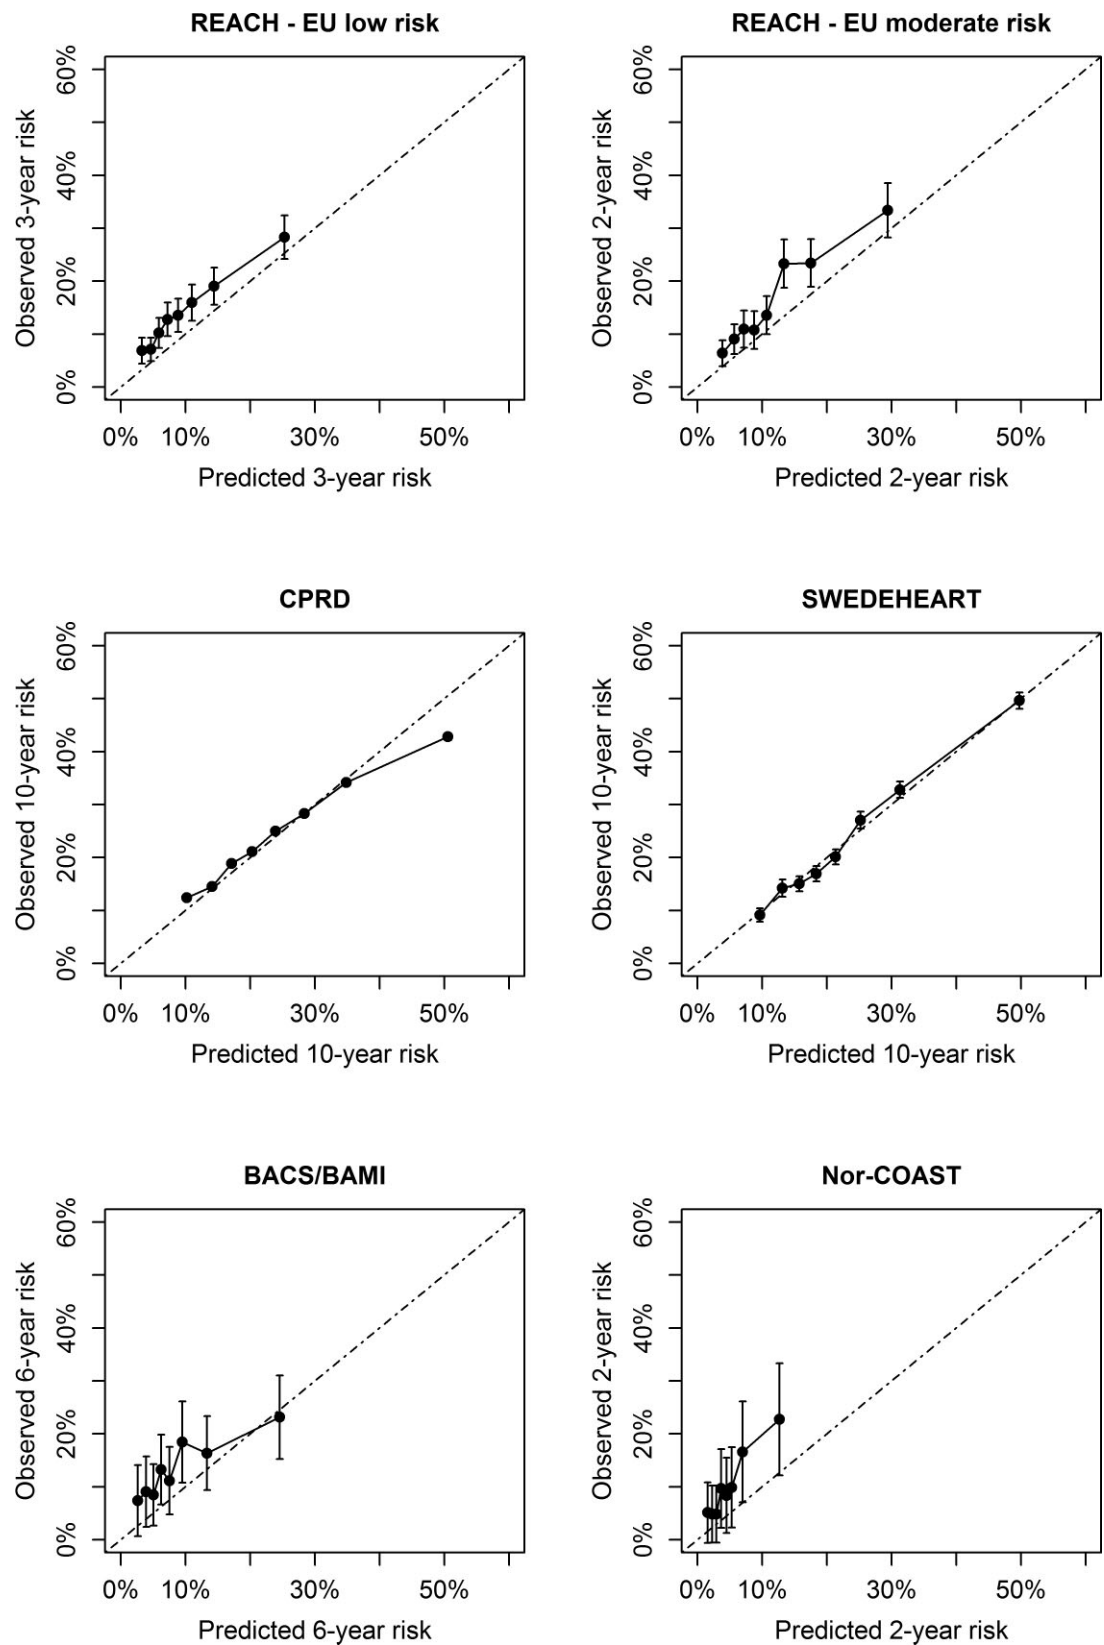 REACH - EU low risk
Observed 3-year risk
60%
40%
20%
0%
0% 10% 30% 50%
Predicted 3-year risk
REACH - EU moderate risk
Observed 2-year risk
60%
40%
20%
0%
0% 10% 30% 50%
Predicted 2-year risk
CPRD
Observed 10-year risk
60%
40%
20%
0%
0% 10% 30% 50%
Predicted 10-year risk
SWEDEHEART
Observed 10-year risk
60%
40%
20%
0%
0% 10% 30% 50%
Predicted 10-year risk
BACS/BAMI
Observed 6-year risk
60%
40%
20%
0%
0% 10% 30% 50%
Predicted 6-year risk
Nor-COAST
Observed 2-year risk
60%
40%
20%
0%
0% 10% 30% 50%
Predicted 2-year risk